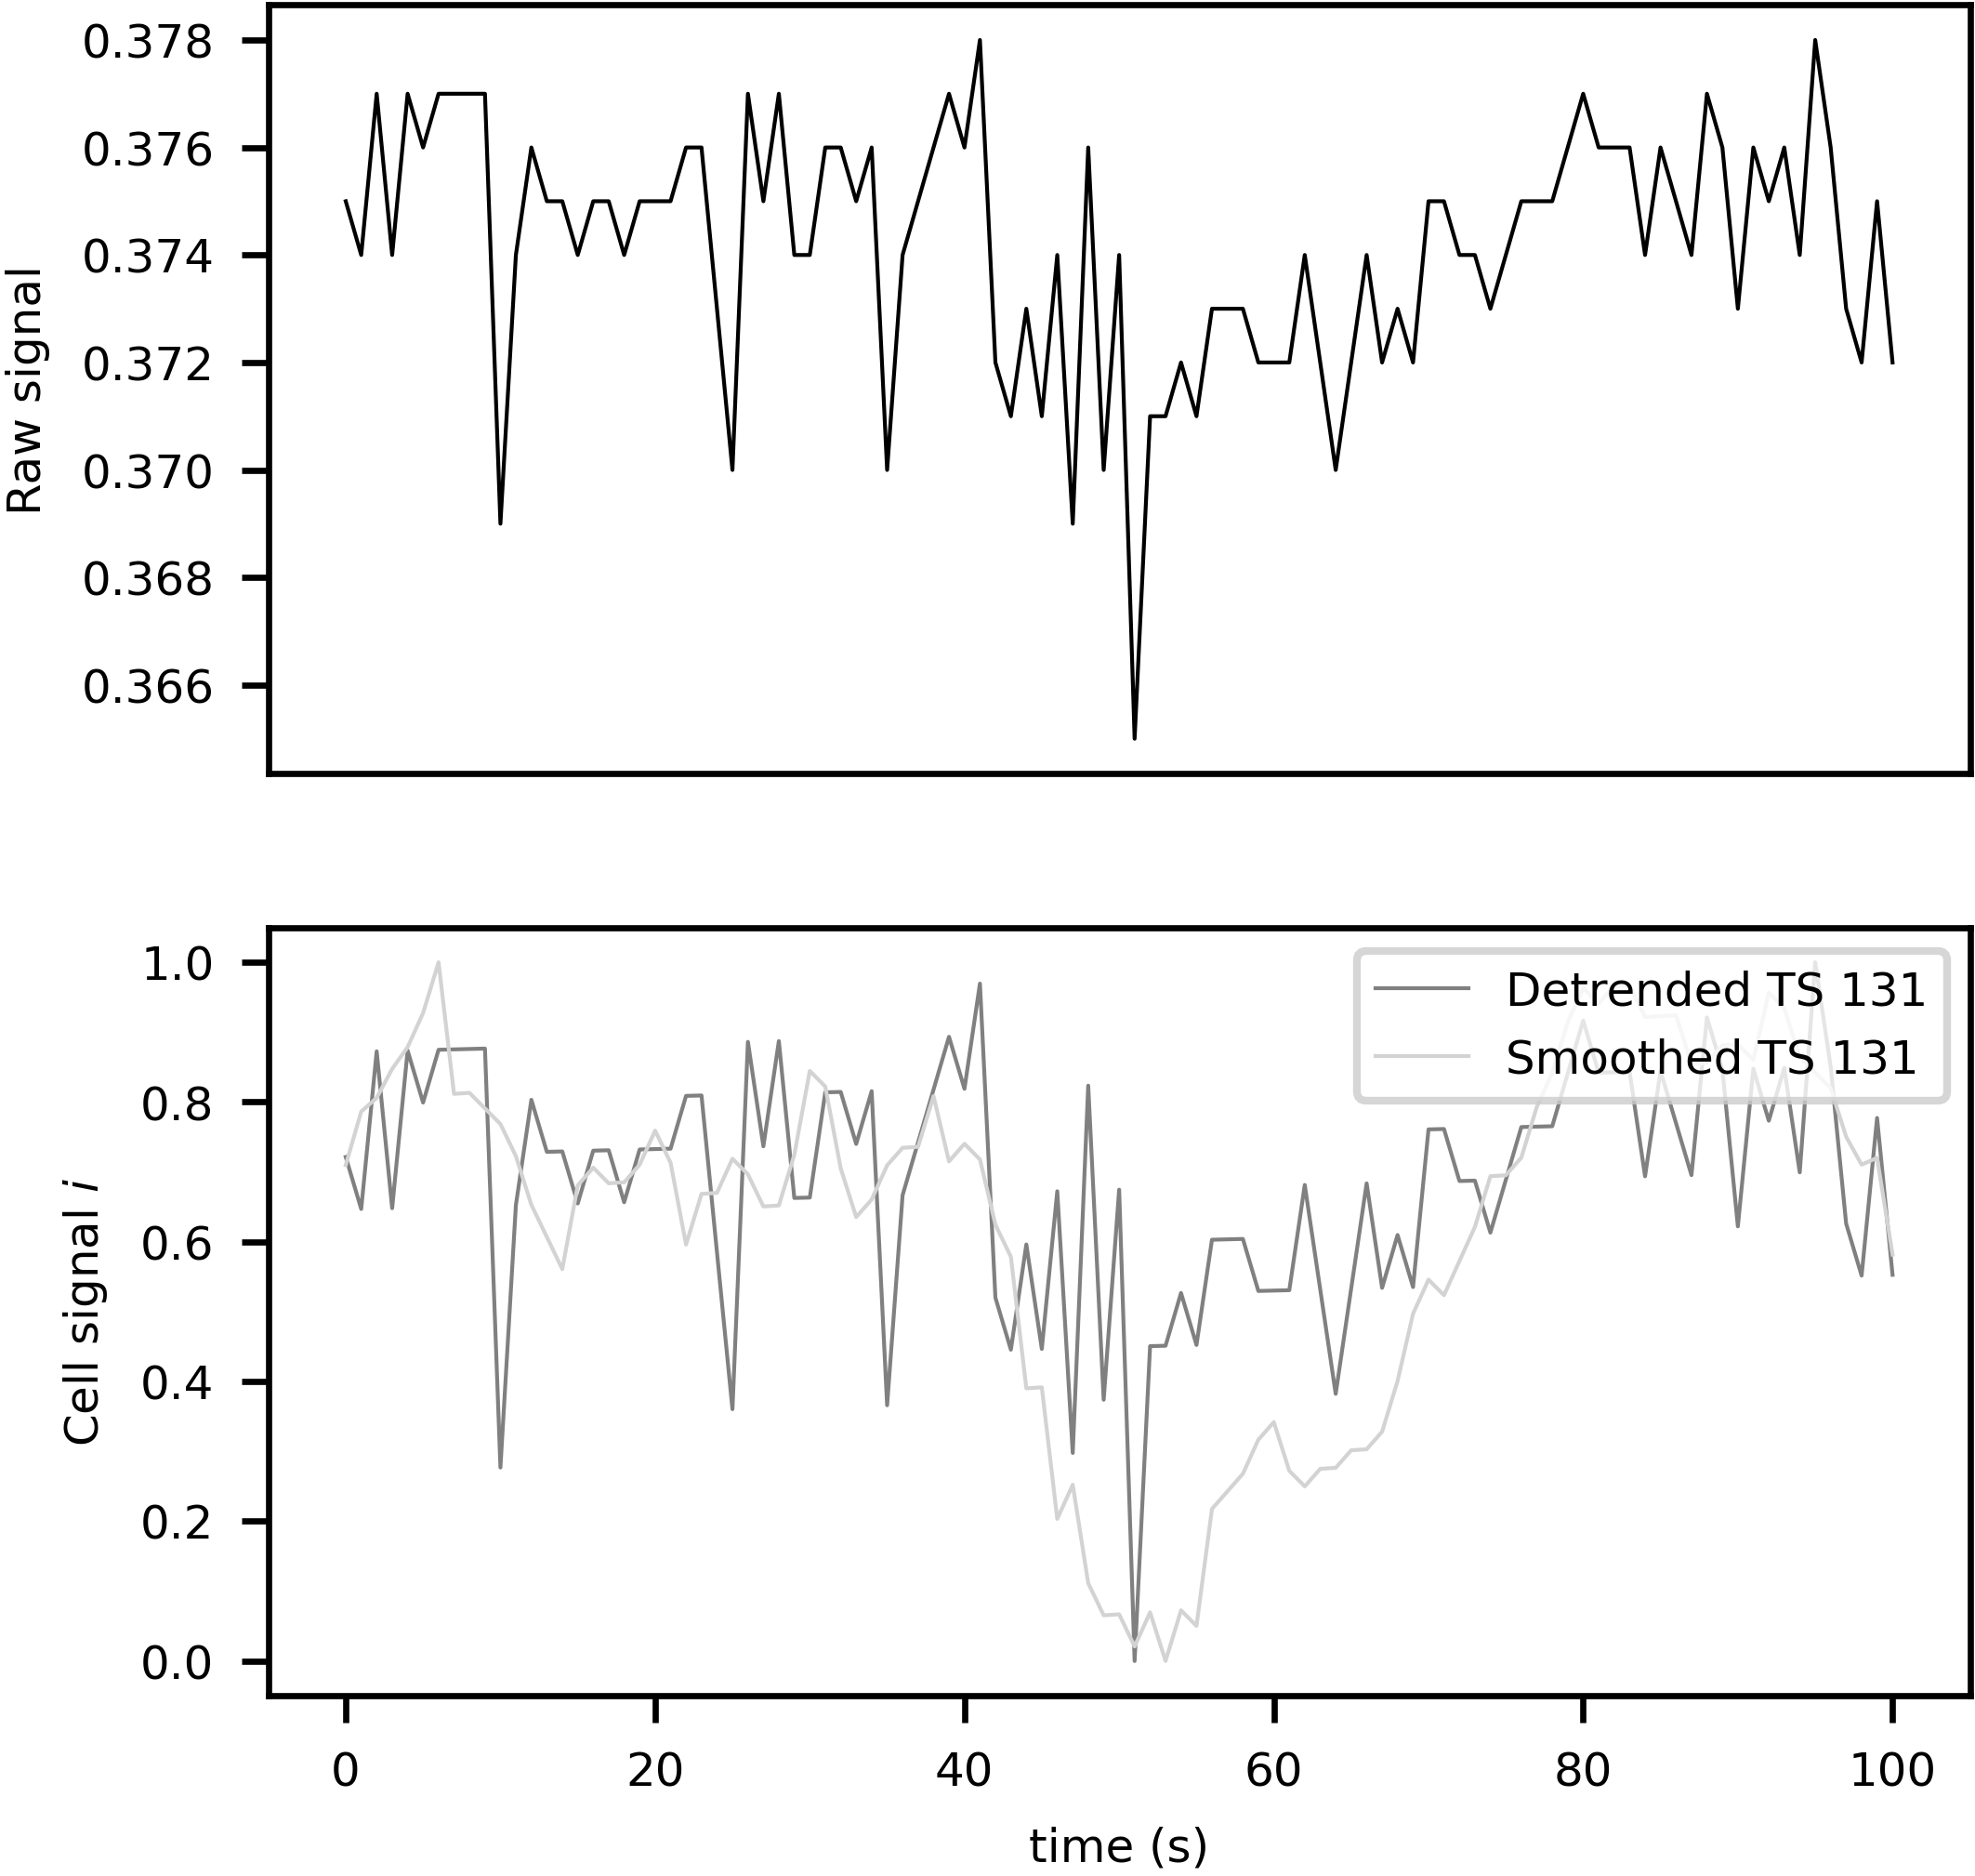 Raw signal
0.378
0.376
0.374
0.372
0.370
0.368
0.366
Cell signal i
1.0
0.8
0.6
0.4
0.2
0.0
Detrended TS 131
Smoothed TS 131
0 20 40 60 80 100
time (s)